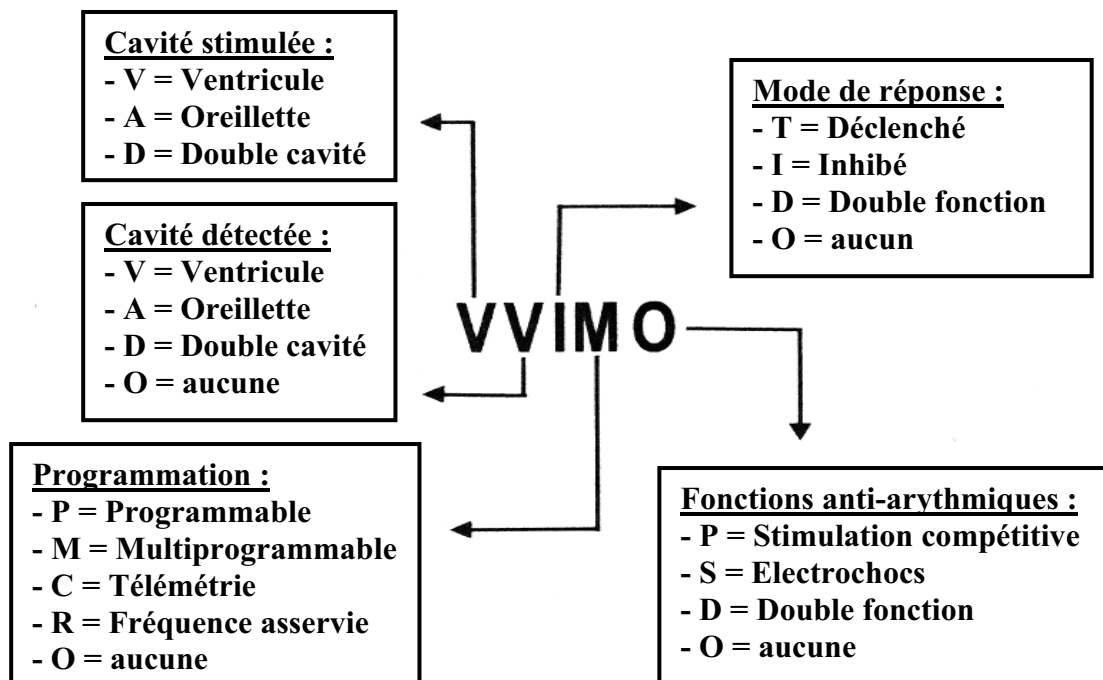 Cavité stimulée :
- V = Ventricule
- A = Oreillette
- D = Double cavité
Mode de réponse :
- T = Déclenché
- I = Inhibé
- D = Double fonction
- O = aucun
Cavité détectée :
- V = Ventricule
- A = Oreillette
- D = Double cavité
- O = aucune
VVIMO
Programmation :
- P = Programmable
- M = Multiprogrammable
- C = Télémétrie
- R = Fréquence asservie
- O = aucune
Fonctions anti-arythmiques :
- P = Stimulation compétitive
- S = Electrochocs
- D = Double fonction
- O = aucune